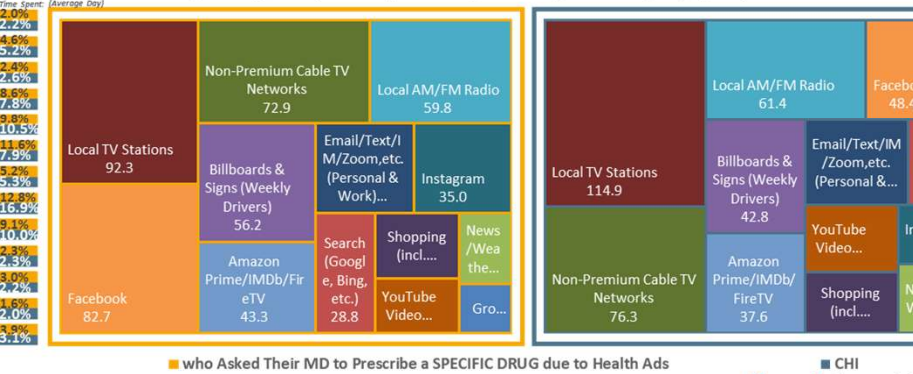 Time Spent: (Average Day)
2.0%
2.2%
4.6%
5.2%
2.4%
2.6%
8.6%
7.8%
9.8%
10.5%
11.6%
7.9%
5.2%
5.3%
12.8%
16.9%
9.1%
10.0%
2.3%
2.3%
3.0%
2.2%
1.6%
2.0%
3.9%
3.1%
Local TV Stations
92.3
Facebook
82.7
Non-Premium Cable TV
Networks
72.9
Local AM/FM Radio
59.8
Billboards &
Signs (Weekly
Drivers)
56.2
Amazon
Prime/IMDb/Fir
eTV
43.3
Email/Text/I
M/Zoom,etc.
(Personal &
Work)...
Instagram
35.0
Search
(Googl
e, Bing,
etc.)
28.8
Shopping
(incl....
News
/Wea
the...
YouTube
Video...
Gro...
Local TV Stations
114.9
Non-Premium Cable TV
Networks
76.3
Local AM/FM Radio
61.4
Billboards &
Signs (Weekly
Drivers)
42.8
Amazon
Prime/IMDb/
FireTV
37.6
Email/Text/IM
/Zoom,etc.
(Personal &...
YouTube
Video...
Shopping
(incl....
who Asked Their MD to Prescribe a SPECIFIC DRUG due to Health Ads
CHI